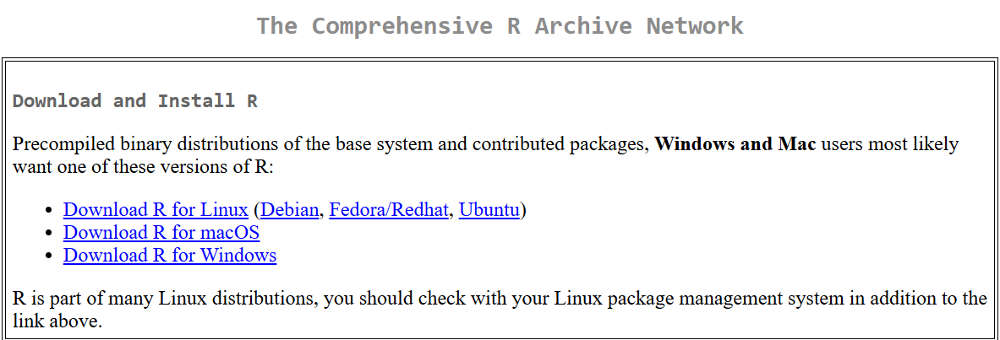 The Comprehensive R Archive Network
Download and Install R
Precompiled binary distributions of the base system and contributed packages, Windows and Mac users most likely
want one of these versions of R:
• Download R for Linux (Debian, Fedora/Redhat, Ubuntu)
• Download R for macOS
• Download R for Windows
R is part of many Linux distributions, you should check with your Linux package management system in addition to the
link above.